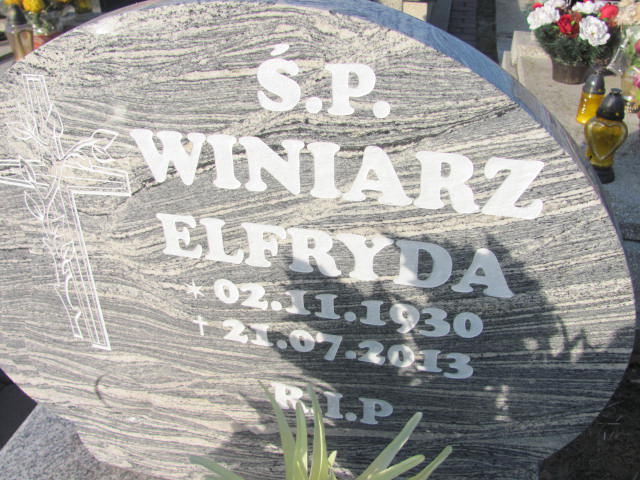 Ś.P.
WINIARZ
ELFRYDA
* 02.11.1930
† 21.07.2013
R.I.P